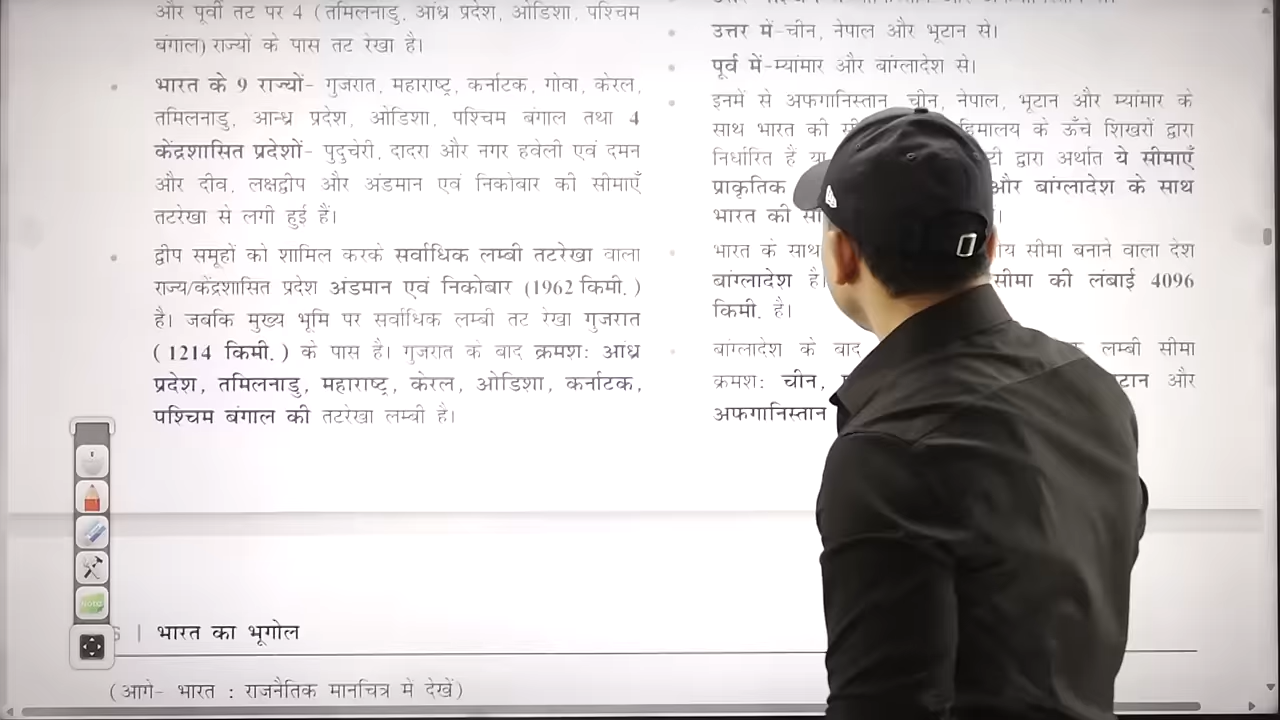 और पूर्वी तट पर 4 (तमिलनाडु, आंध्र प्रदेश, ओडिशा, पश्चिम
बंगाल) राज्यों के पास तट रेखा है।
भारत के 9 राज्यों- गुजरात, महाराष्ट्र, कर्नाटक, गोवा, केरल,
तमिलनाडु, आन्ध्र प्रदेश, ओडिशा, पश्चिम बंगाल तथा 4
केंद्रशासित प्रदेशों- पुदुचेरी, दादरा और नगर हवेली एवं दमन
और दीव, लक्षद्वीप और अंडमान एवं निकोबार की सीमाएँ
तटरेखा से लगी हुई हैं।
द्वीप समूहों को शामिल करके सर्वाधिक लम्बी तटरेखा वाला
राज्य/केंद्रशासित प्रदेश अंडमान एवं निकोबार (1962 किमी.)
है। जबकि मुख्य भूमि पर सर्वाधिक लम्बी तट रेखा गुजरात
(1214 किमी.) के पास है। गुजरात के बाद क्रमशः आंध्र
प्रदेश, तमिलनाडु, महाराष्ट्र, केरल, ओडिशा, कर्नाटक,
पश्चिम बंगाल की तटरेखा लम्बी है।
उत्तर में-चीन, नेपाल और भूटान से।
पूर्व में-म्यांमार और बांग्लादेश से।
इनमें से अफगानिस्तान, चीन, नेपाल, भूटान और म्यांमार के
साथ भारत की हिमालय के ऊँचे शिखरों द्वारा
निर्धारित है या द्वारा अर्थात ये सीमाएँ
प्राकृतिक और बांग्लादेश के साथ
भारत की
भारत के साथ सीमा बनाने वाला देश
बांग्लादेश है। सीमा की लंबाई 4096
किमी. है।
बांग्लादेश के बाद लम्बी सीमा
क्रमशः चीन, और
अफगानिस्तान
NOTE
| भारत का भूगोल
(आगे- भारत : राजनैतिक मानचित्र में देखें)